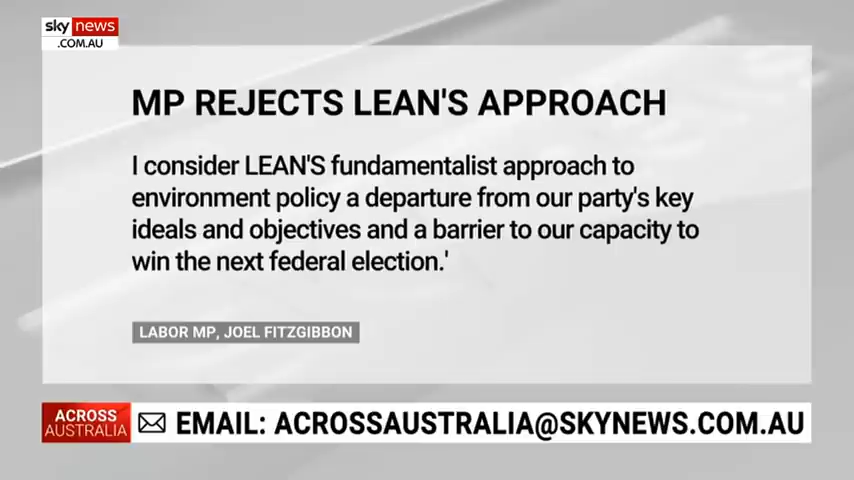 sky news
.COM.AU
MP REJECTS LEAN'S APPROACH
I consider LEAN'S fundamentalist approach to
environment policy a departure from our party's key
ideals and objectives and a barrier to our capacity to
win the next federal election.'
LABOR MP, JOEL FITZGIBBON
ACROSS
AUSTRALIA
EMAIL: ACROSSAUSTRALIA@SKYNEWS.COM.AU